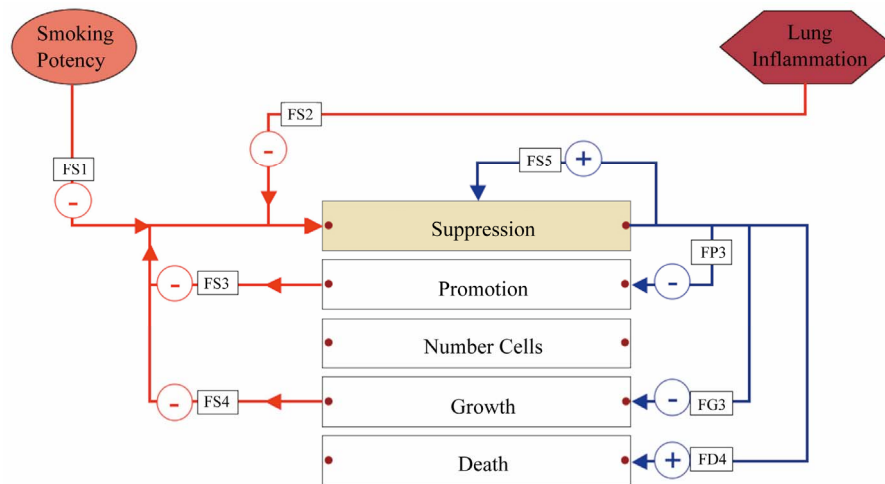 Smoking
Potency
Lung
Inflammation
FS2
-
FS1
-
FS5
+
Suppression
FP3
-
FS3
Promotion
-
Number Cells
-
FS4
Growth
-
FG3
Death
+
FD4